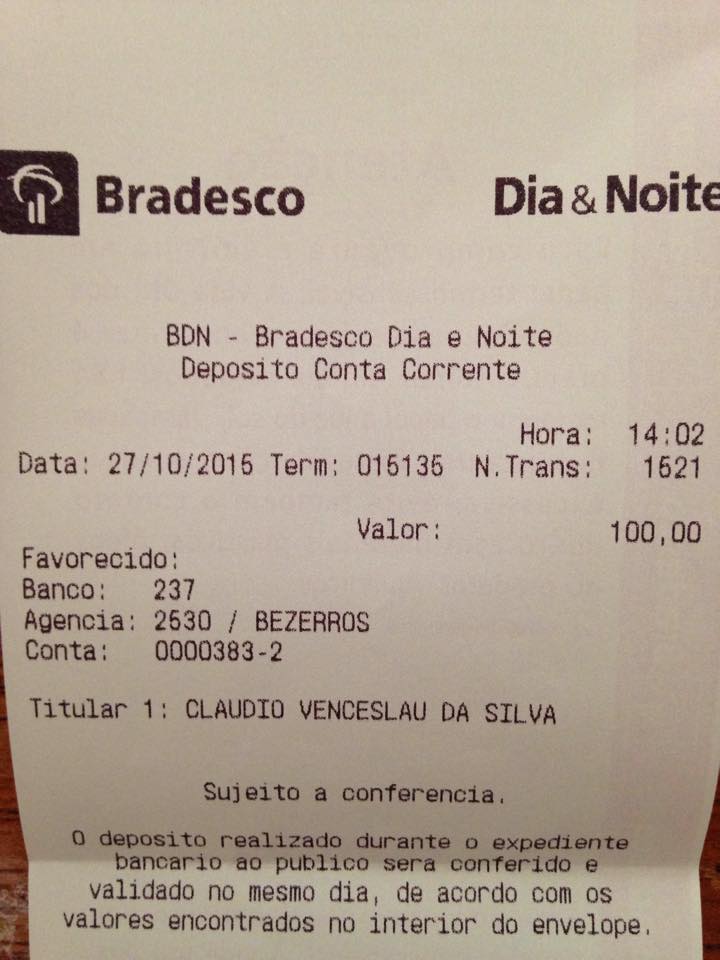 Bradesco Dia & Noite
BDN - Bradesco Dia e Noite
Deposito Conta Corrente
Hora: 14:02
Data: 27/10/2015 Term: 015135 N.Trans: 1521
Valor: 100,00
Favorecido:
Banco: 237
Agencia: 2530 / BEZERROS
Conta: 0000383-2
Titular 1: CLAUDIO VENCESLAU DA SILVA
Sujeito a conferencia.
O deposito realizado durante o expediente
bancario ao publico sera conferido e
validado no mesmo dia, de acordo com os
valores encontrados no interior do envelope.